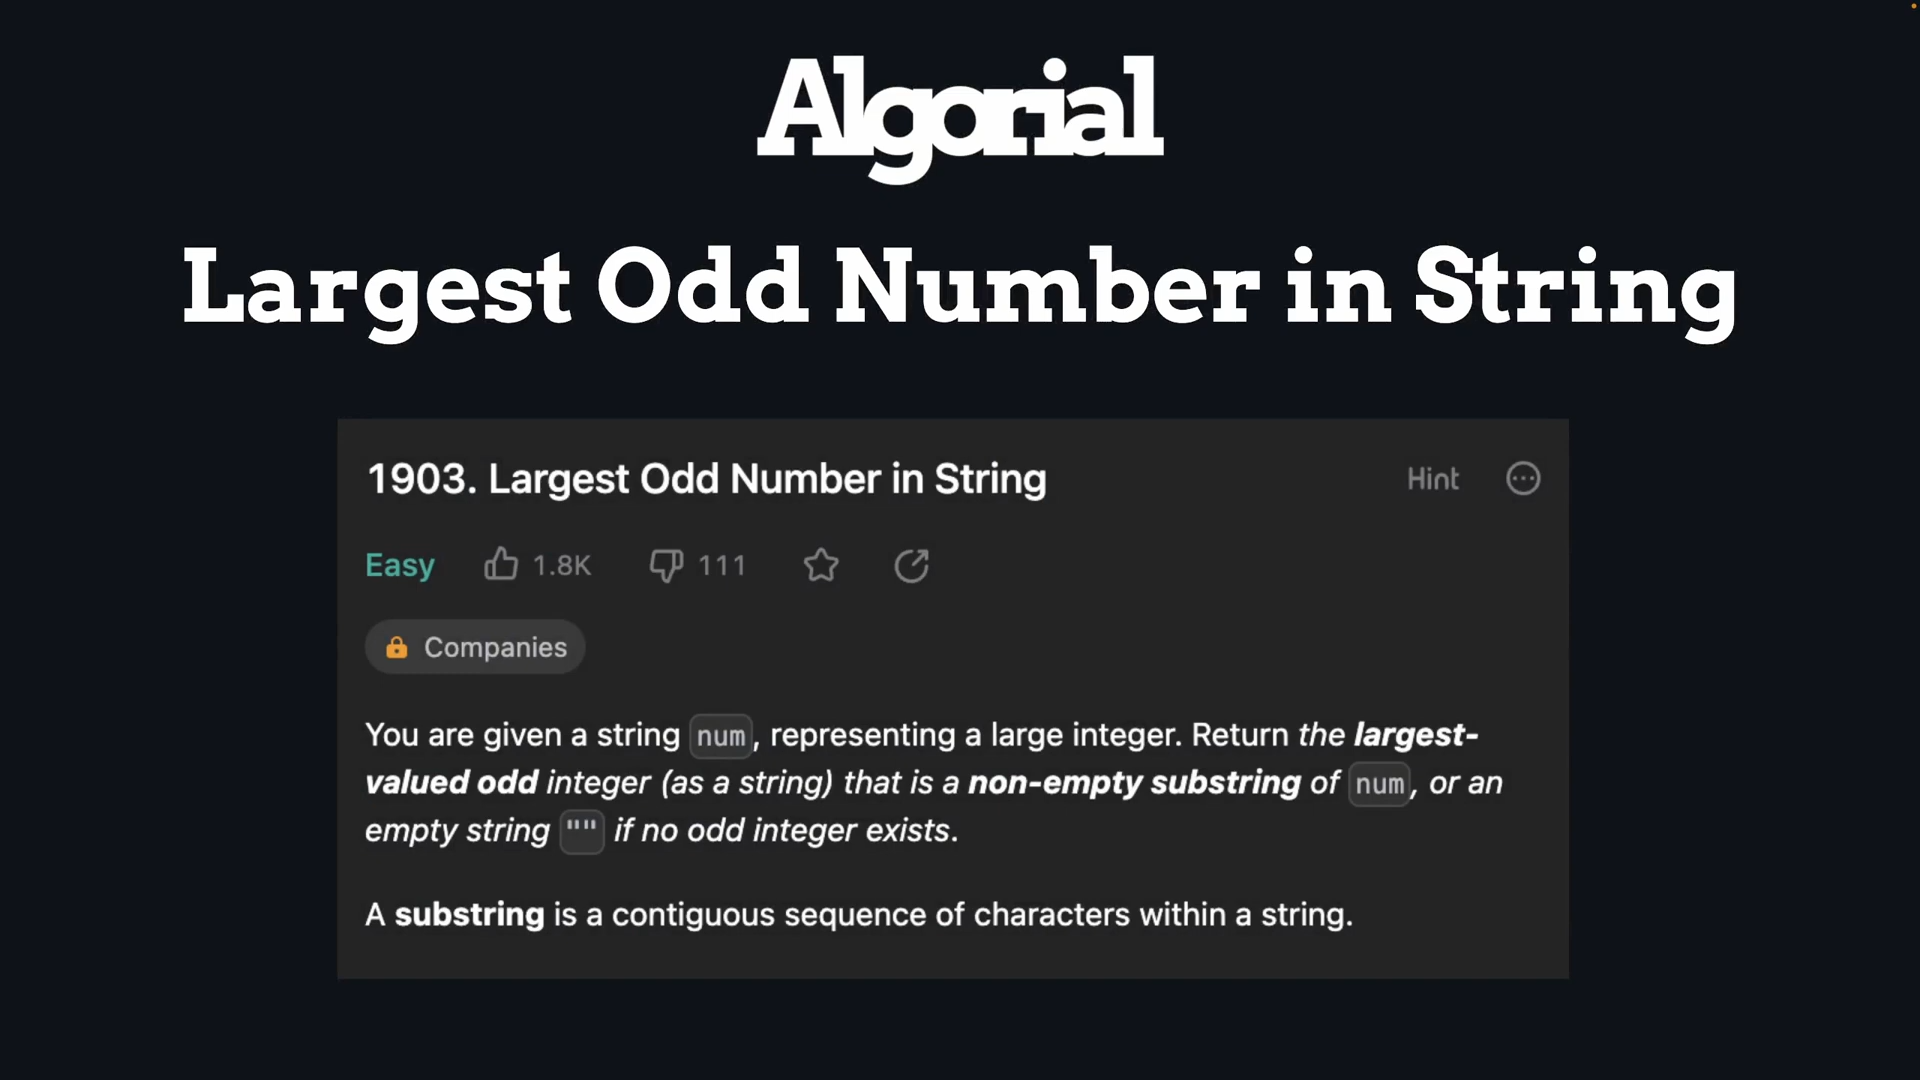 Algorial
Largest Odd Number in String
1903. Largest Odd Number in String
Hint
Easy 1.8K 111
Companies
You are given a string num, representing a large integer. Return the largest-
valued odd integer (as a string) that is a non-empty substring of num, or an
empty string "" if no odd integer exists.
A substring is a contiguous sequence of characters within a string.